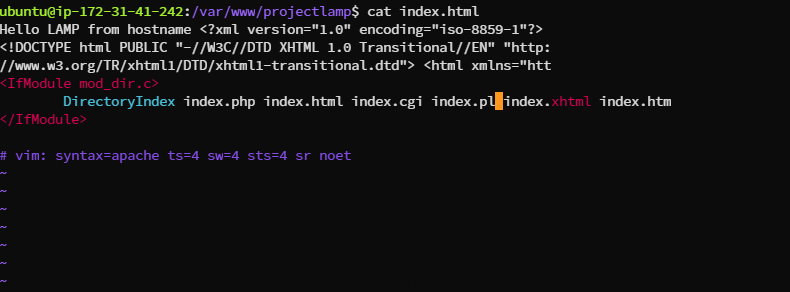 ubuntu@ip-172-31-41-242:/var/www/projectlamp$ cat index.html
Hello LAMP from hostname <?xml version="1.0" encoding="iso-8859-1"?>
<!DOCTYPE html PUBLIC "-//W3C//DTD XHTML 1.0 Transitional//EN" "http:
//www.w3.org/TR/xhtml1/DTD/xhtml1-transitional.dtd"> <html xmlns="htt
<IfModule mod_dir.c>
        DirectoryIndex index.php index.html index.cgi index.pl index.xhtml index.htm
</IfModule>

# vim: syntax=apache ts=4 sw=4 sts=4 sr noet
~
~
~
~
~
~
~